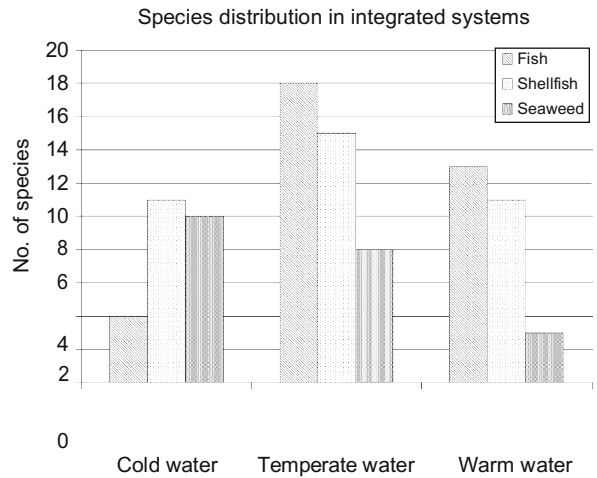 Species distribution in integrated systems
No. of species
20
18
16
14
12
10
8
6
4
2
0
Fish
Shellfish
Seaweed
Cold water
Temperate water
Warm water